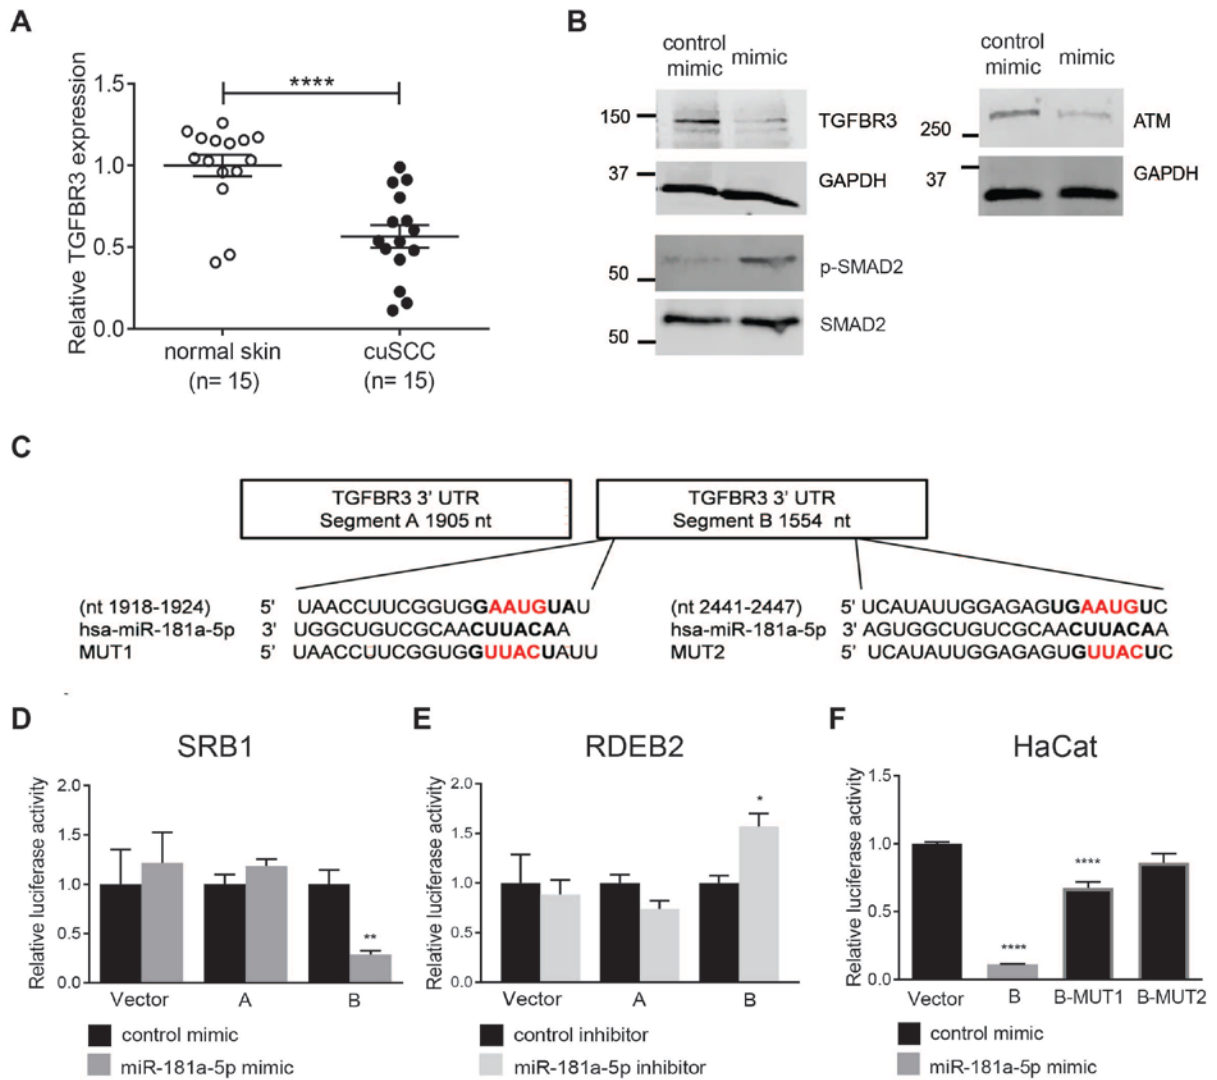 A
Relative TGFBR3 expression
1.5
1.0
0.5
0.0
****
normal skin
(n= 15)
cuSCC
(n= 15)
B
control
mimic
mimic
150
TGFBR3
37
GAPDH
50
p-SMAD2
50
SMAD2
control
mimic
mimic
250
ATM
37
GAPDH
C
TGFBR3 3' UTR
Segment A 1905 nt
TGFBR3 3' UTR
Segment B 1554 nt
(nt 1918-1924) 5' UAACCUUCGGUGGAAUGUAU
hsa-miR-181a-5p 3' UGGCUGUCGCAACUUACAA
MUT1 5' UAACCUUCGGUGGUUACUAUU
(nt 2441-2447) 5' UCAUAUUGGAGAGUGAAUGUC
hsa-miR-181a-5p 3' AGUGGCUGUCGCAACUUACAA
MUT2 5' UCAUAUUGGAGAGUGUUACUC
D
SRB1
Relative luciferase activity
2.0
1.5
1.0
0.5
0.0
**
Vector A B
control mimic
miR-181a-5p mimic
E
RDEB2
Relative luciferase activity
2.0
1.5
1.0
0.5
0.0
*
Vector A B
control inhibitor
miR-181a-5p inhibitor
F
HaCat
Relative luciferase activity
1.5
1.0
0.5
0.0
****
****
Vector B B-MUT1 B-MUT2
control mimic
miR-181a-5p mimic